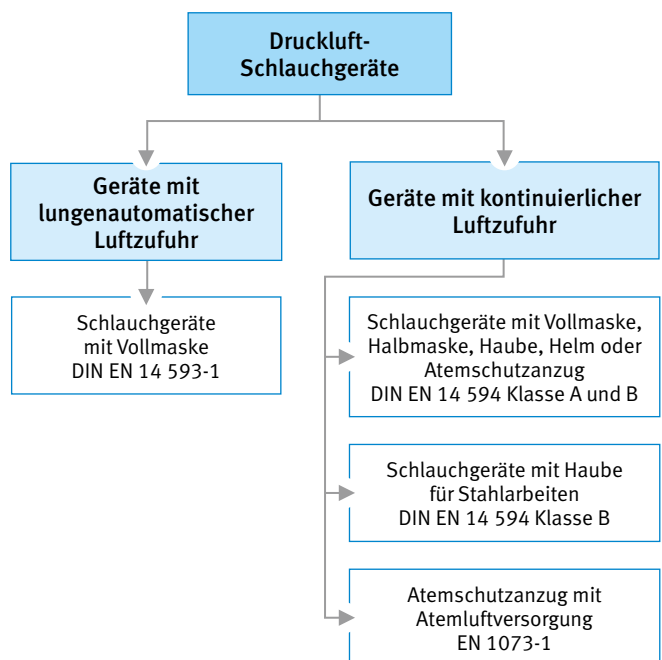 Druckluft-
Schlauchgeräte
Geräte mit
lungenautomatischer
Luftzufuhr
Geräte mit kontinuierlicher
Luftzufuhr
Schlauchgeräte
mit Vollmaske
DIN EN 14 593-1
Schlauchgeräte mit Vollmaske,
Halbmaske, Haube, Helm oder
Atemschutzanzug
DIN EN 14 594 Klasse A und B
Schlauchgeräte mit Haube
für Stahlarbeiten
DIN EN 14 594 Klasse B
Atemschutzanzug mit
Atemluftversorgung
EN 1073-1